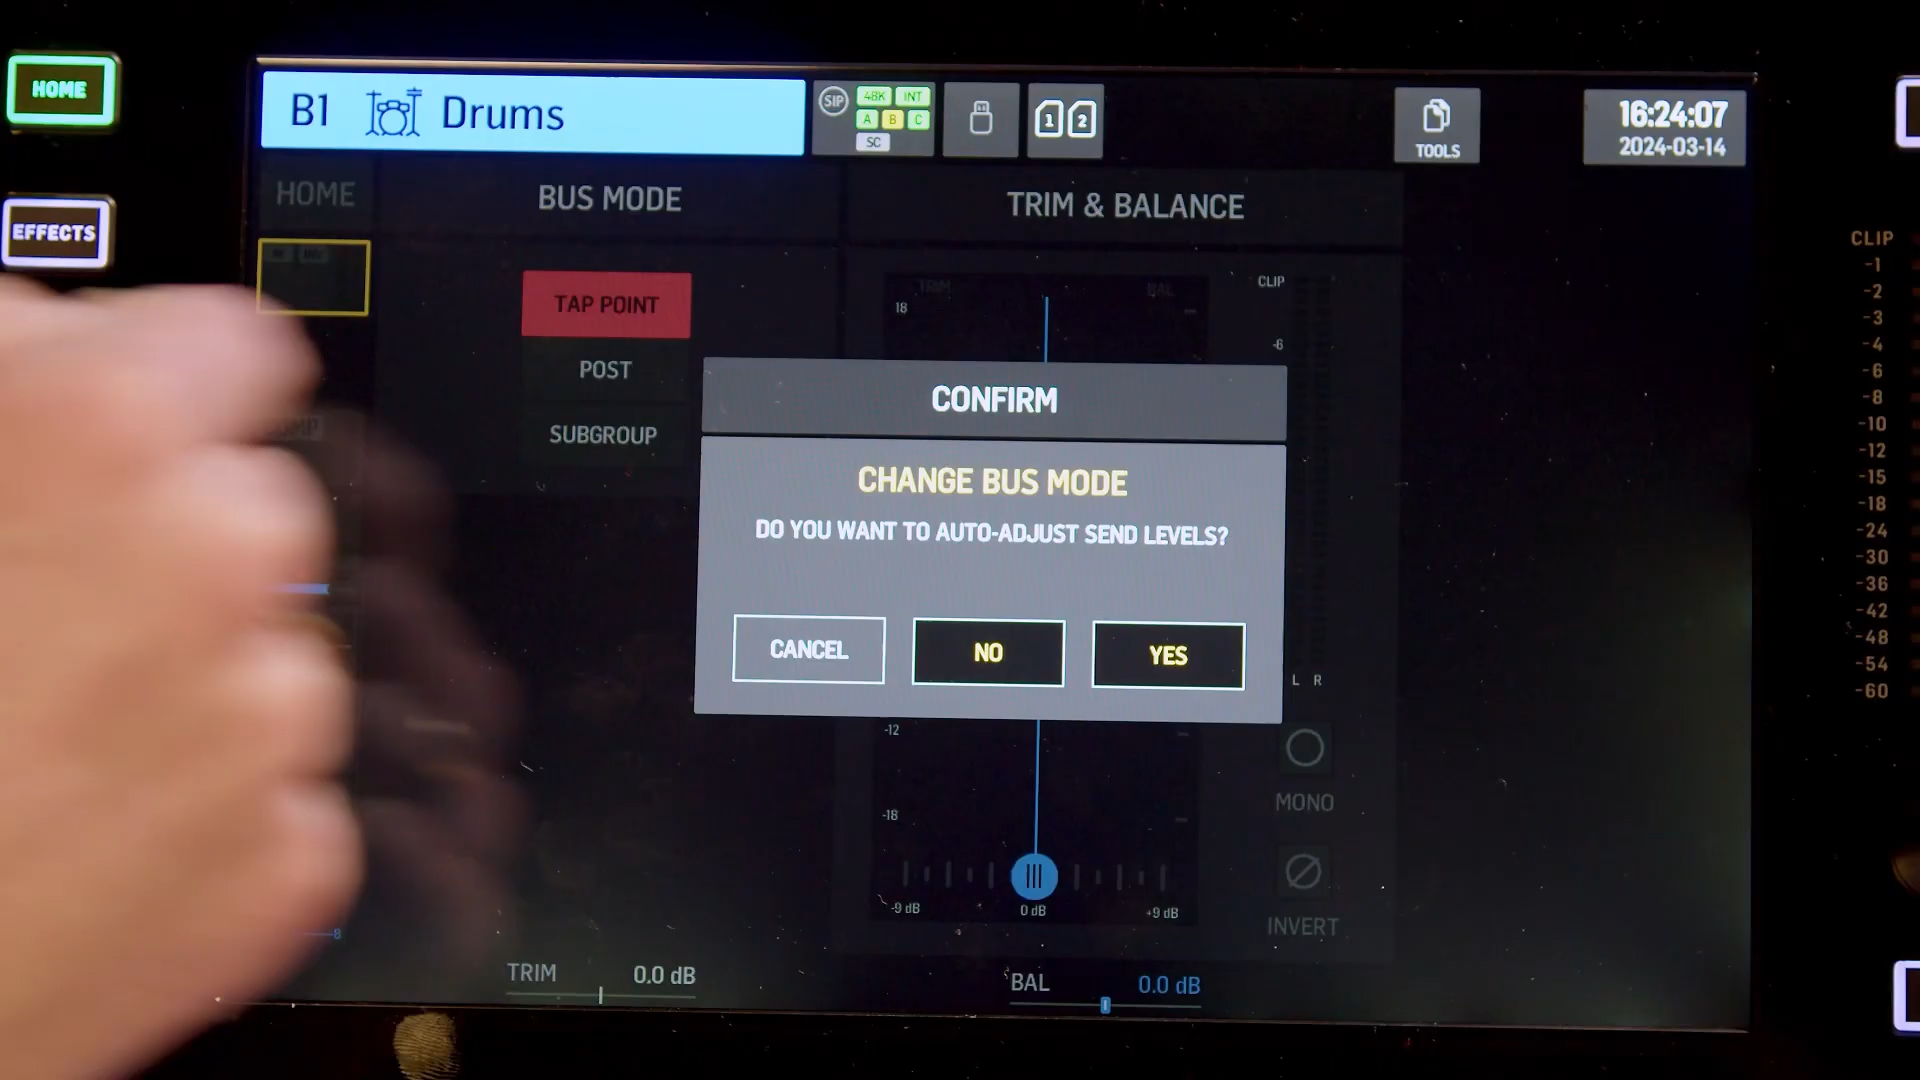 HOME
EFFECTS
B1 Drums
SIP
48K INT
A B C
SC
1 2
TOOLS
16:24:07
2024-03-14
HOME
BUS MODE
TRIM & BALANCE
TAP POINT
POST
SUBGROUP
TRIM
BAL
18
CLIP
-6
CONFIRM
CHANGE BUS MODE
DO YOU WANT TO AUTO-ADJUST SEND LEVELS?
CANCEL
NO
YES
L R
-12
-18
-9 dB
0 dB
+9 dB
MONO
INVERT
TRIM 0.0 dB
BAL 0.0 dB
-8
CLIP
-1
-2
-3
-4
-6
-8
-10
-12
-15
-18
-24
-30
-36
-42
-48
-54
-60